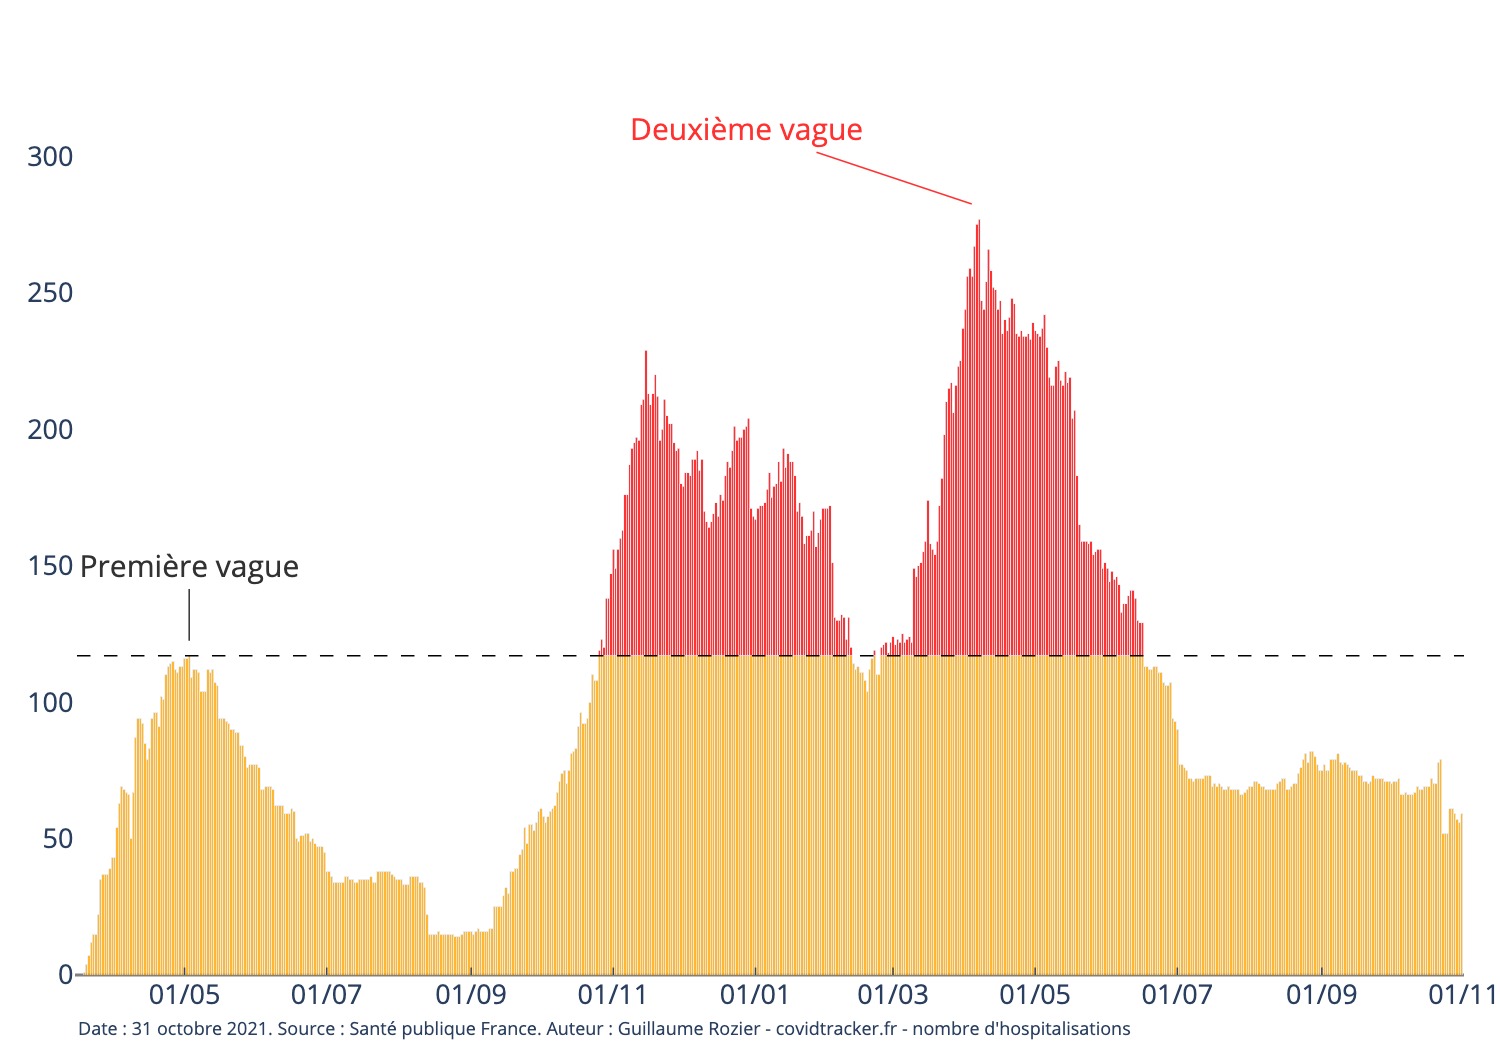 Deuxième vague
300
250
200
150
Première vague
100
50
0
01/05 01/07 01/09 01/11 01/01 01/03 01/05 01/07 01/09 01/11
Date : 31 octobre 2021. Source : Santé publique France. Auteur : Guillaume Rozier - covidtracker.fr - nombre d'hospitalisations